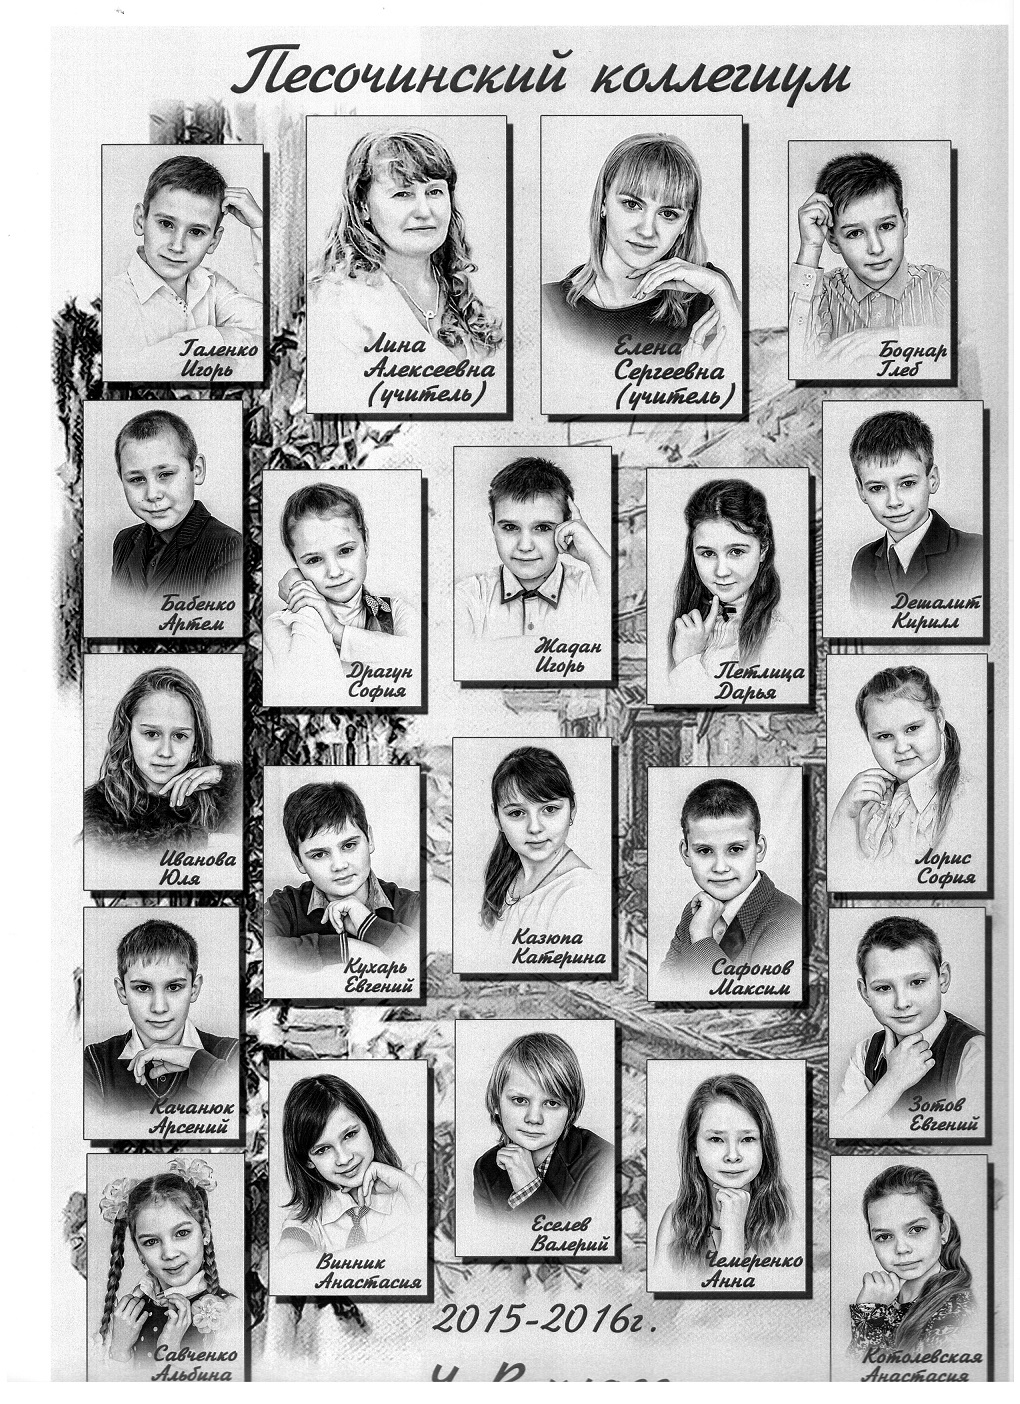 Песочинский коллегиум
Галенко
Игорь
Лина
Алексеевна
(учитель)
Елена
Сергеевна
(учитель)
Боднар
Глеб
Бабенко
Артем
Драгун
София
Жадан
Игорь
Петлица
Дарья
Дешалит
Кирилл
Иванова
Юля
Кухарь
Евгений
Казюпа
Катерина
Сафонов
Максим
Лорис
София
Качанюк
Арсений
Винник
Анастасия
Еселев
Валерий
Чемеренко
Анна
Зотов
Евгений
Савченко
Альбина
Котолевская
Анастасия
2015-2016г.